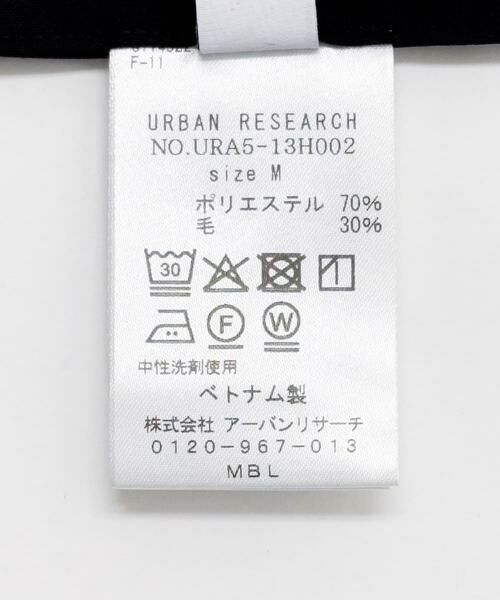 F-11
URBAN RESEARCH
NO.URA5-13H002
size M
ポリエステル 70%
毛 30%
30
F W
中性洗剤使用
ベトナム製
株式会社 アーバンリサーチ
0120-967-013
MBL